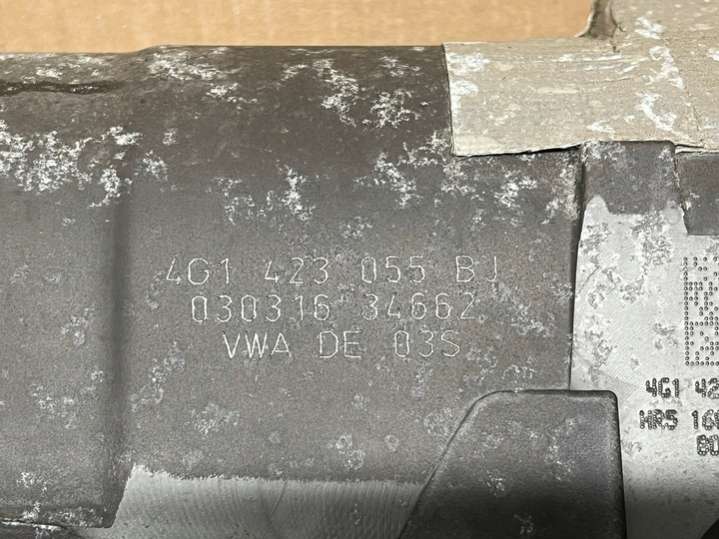 4G1 423 055 BJ
030316 34662
VWA DE 03S
4G1 42
HR5 16